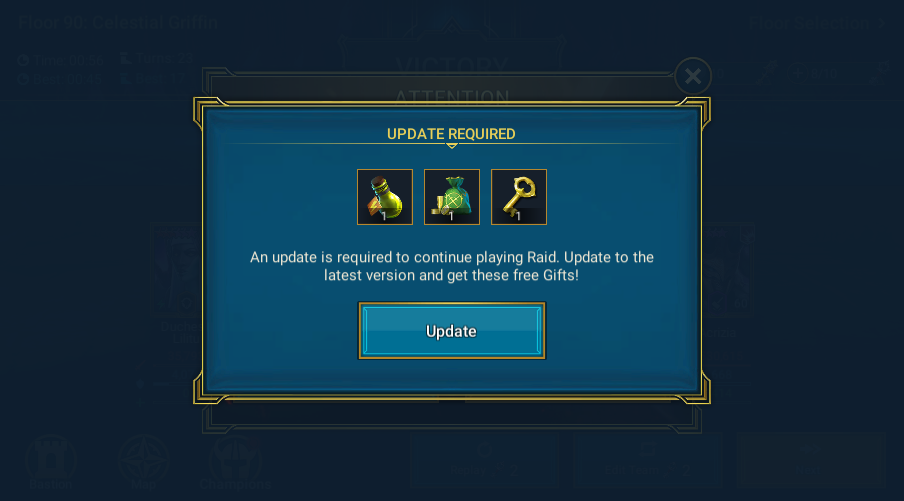 Floor 90: Celestial Griffin
Floor Selection
VICTORY
ATTENTION
UPDATE REQUIRED
1
1
1
An update is required to continue playing Raid. Update to the
latest version and get these free Gifts!
Update
Bastion
Map
Champions